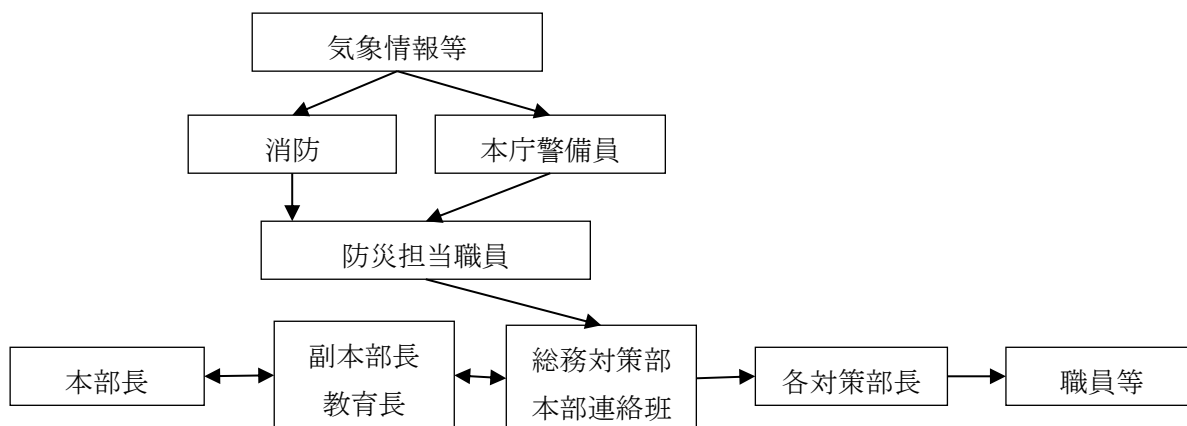 気象情報等
消防
本庁警備員
防災担当職員
本部長
副本部長
教育長
総務対策部
本部連絡班
各対策部長
職員等